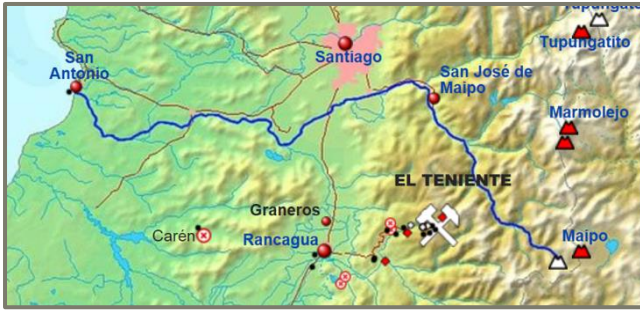 Tupungato
Tupungatito
San
Antonio
Santiago
San José de
Maipo
Marmolejo
EL TENIENTE
Graneros
Carén
Rancagua
Maipo